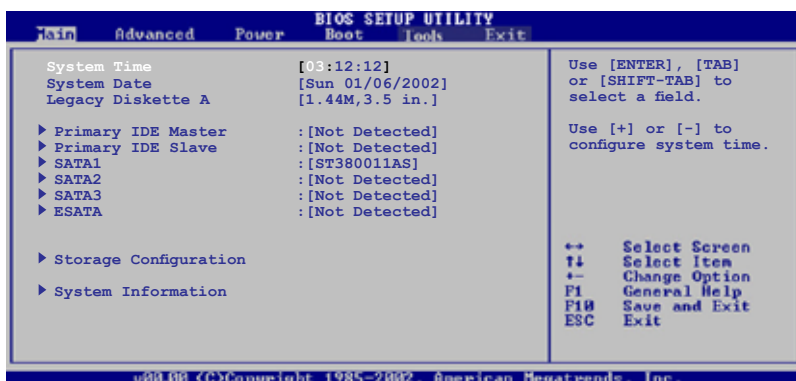 BIOS SETUP UTILITY
Main Advanced Power Boot Tools Exit
System Time [03:12:12]
System Date [Sun 01/06/2002]
Legacy Diskette A [1.44M,3.5 in.]
Primary IDE Master :[Not Detected]
Primary IDE Slave :[Not Detected]
SATA1 :[ST380011AS]
SATA2 :[Not Detected]
SATA3 :[Not Detected]
ESATA :[Not Detected]
Storage Configuration
System Information
Use [ENTER], [TAB]
or [SHIFT-TAB] to
select a field.
Use [+] or [-] to
configure system time.
↔ Select Screen
↑↓ Select Item
+- Change Option
F1 General Help
F10 Save and Exit
ESC Exit
v00.00 (C)Copyright 1985-2002, American Megatrends, Inc.